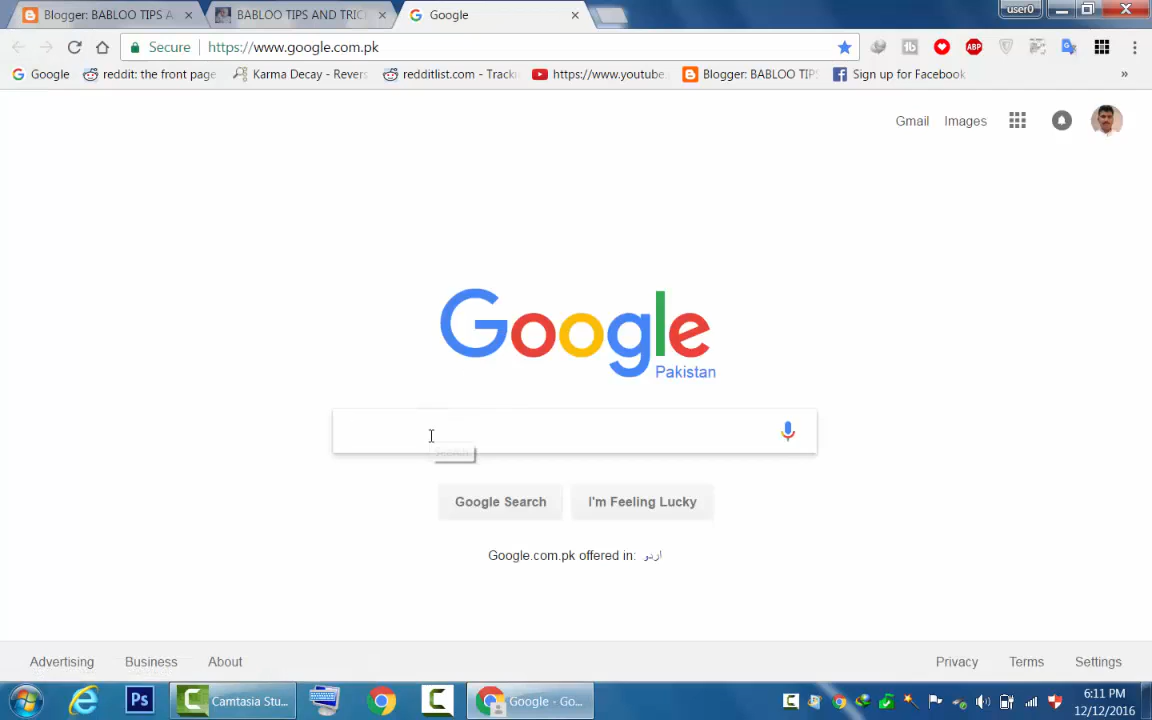 Blogger: BABLOO TIPS A
BABLOO TIPS AND TRIC
Google
user0
Secure
https://www.google.com.pk
Google
reddit: the front page
Karma Decay - Revers
redditlist.com - Track
https://www.youtube.
Blogger: BABLOO TIP
Sign up for Facebook
»
Gmail
Images
Google
Pakistan
Search
Google Search
I'm Feeling Lucky
Google.com.pk offered in: اردو
Advertising
Business
About
Privacy
Terms
Settings
Ps
Camtasia Stu...
Google - Go...
6:11 PM
12/12/2016